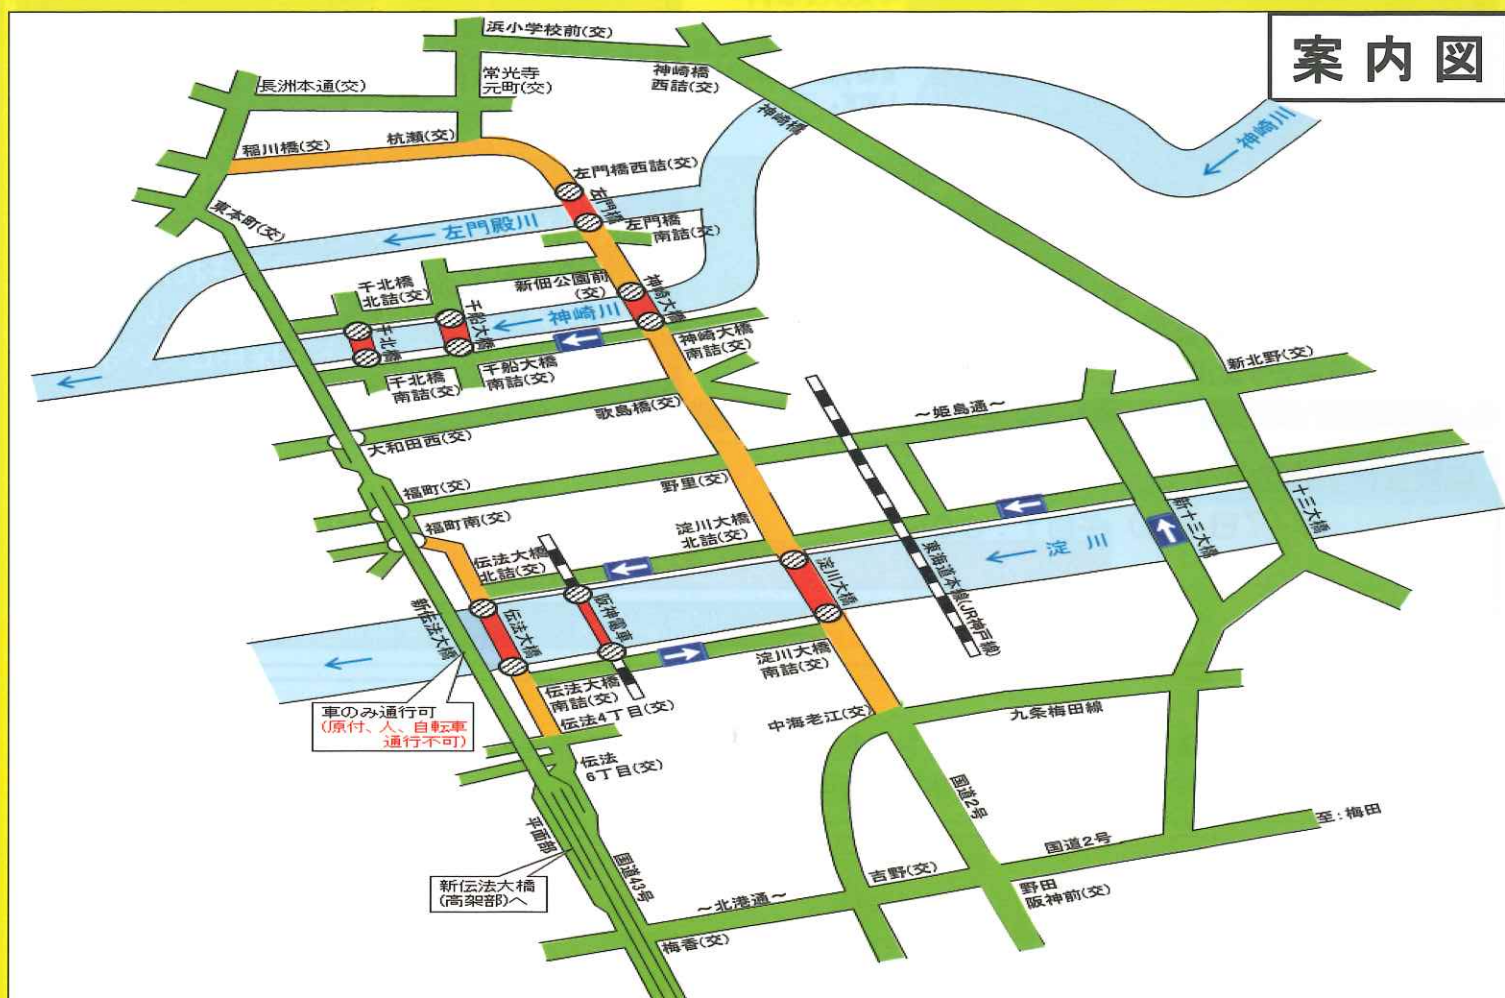 案内図
浜小学校前(交)
長洲本通(交)
常光寺
元町(交)
神崎橋
西詰(交)
神崎橋
神崎川
稲川橋(交)
杭瀬(交)
左門橋西詰(交)
左門橋
左門橋
南詰(交)
東本町(交)
左門殿川
千北橋
北詰(交)
新佃公園前
(交)
神崎大橋
千船大橋
神崎川
千北橋
千北橋
南詰(交)
千船大橋
南詰(交)
神崎大橋
南詰(交)
新北野(交)
歌島橋(交)
~姫島通~
大和田西(交)
福町(交)
野里(交)
福町南(交)
淀川大橋
北詰(交)
伝法大橋
北詰(交)
新十三大橋
十三大橋
淀川
東海道本線(JR神戸線)
淀川大橋
阪神電車
伝法大橋
新伝法大橋
淀川大橋
南詰(交)
伝法大橋
南詰(交)
車のみ通行可
(原付、人、自転車
通行不可)
伝法4丁目(交)
中海老江(交)
九条梅田線
伝法
6丁目(交)
国道2号
平面部
国道43号
国道2号
至:梅田
吉野(交)
野田
阪神前(交)
新伝法大橋
(高架部)へ
~北港通~
梅香(交)